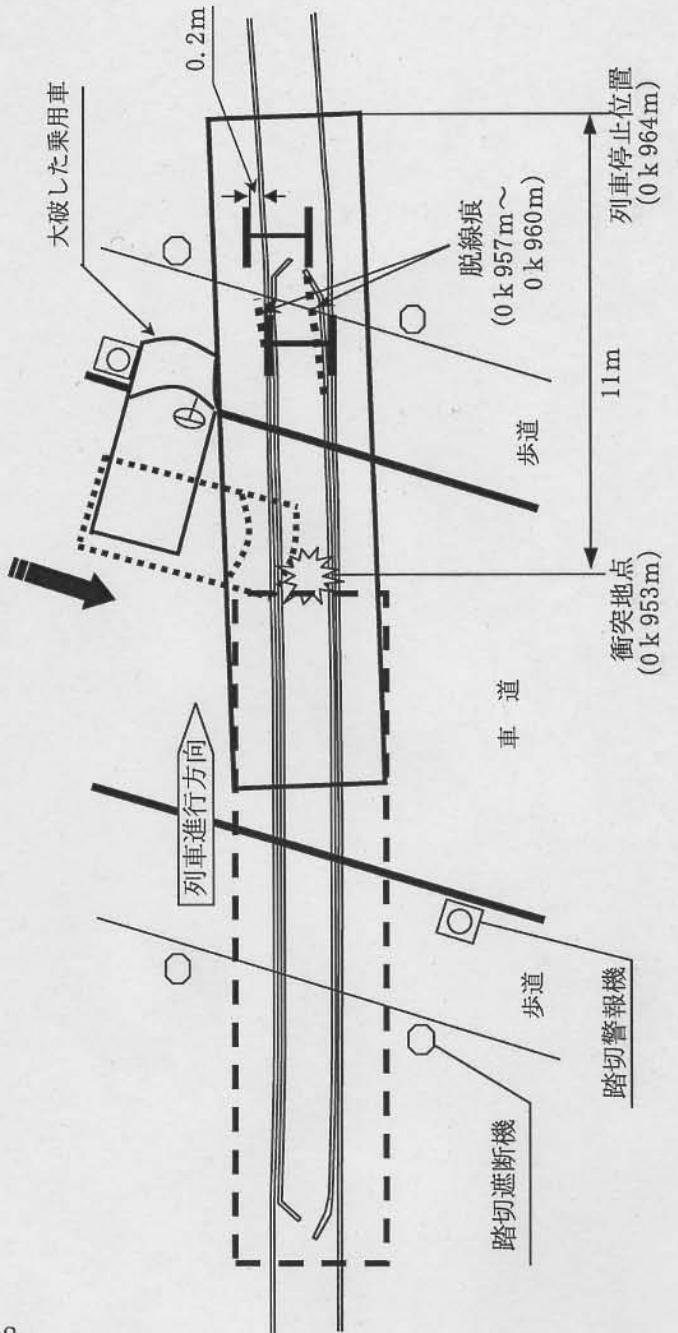 大破した乗用車
0.2m
列車進行方向
脱線痕
(0k957m～
0k960m)
歩道
車 道
歩道
11m
衝突地点
(0k953m)
列車停止位置
(0k964m)
踏切遮断機
踏切警報機